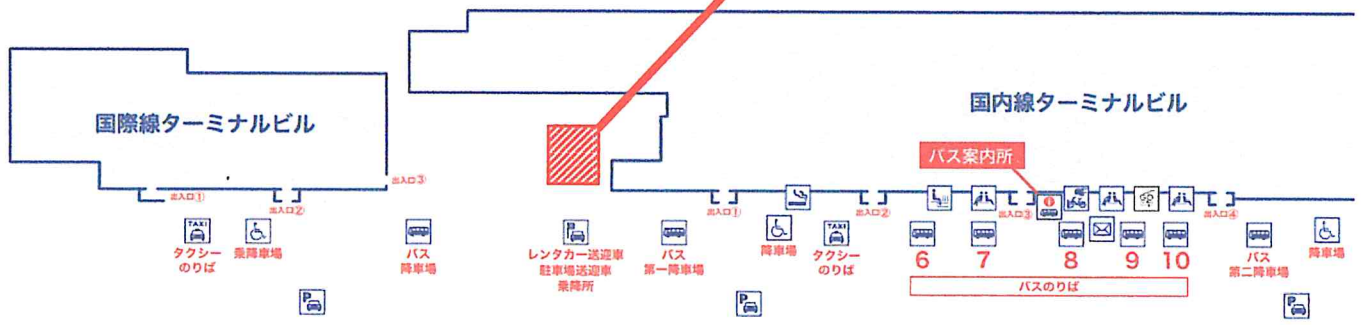 国際線ターミナルビル
国内線ターミナルビル
バス案内所
出入口①
出入口②
出入口③
出入口①
出入口②
出入口③
出入口④
TAXI
タクシー
のりば
乗降車場
バス
降車場
レンタカー送迎車
駐車場送迎車
乗降所
バス
第一降車場
降車場
TAXI
タクシー
のりば
6
7
8
9
10
バスのりば
バス
第二降車場
降車場
P
P
P